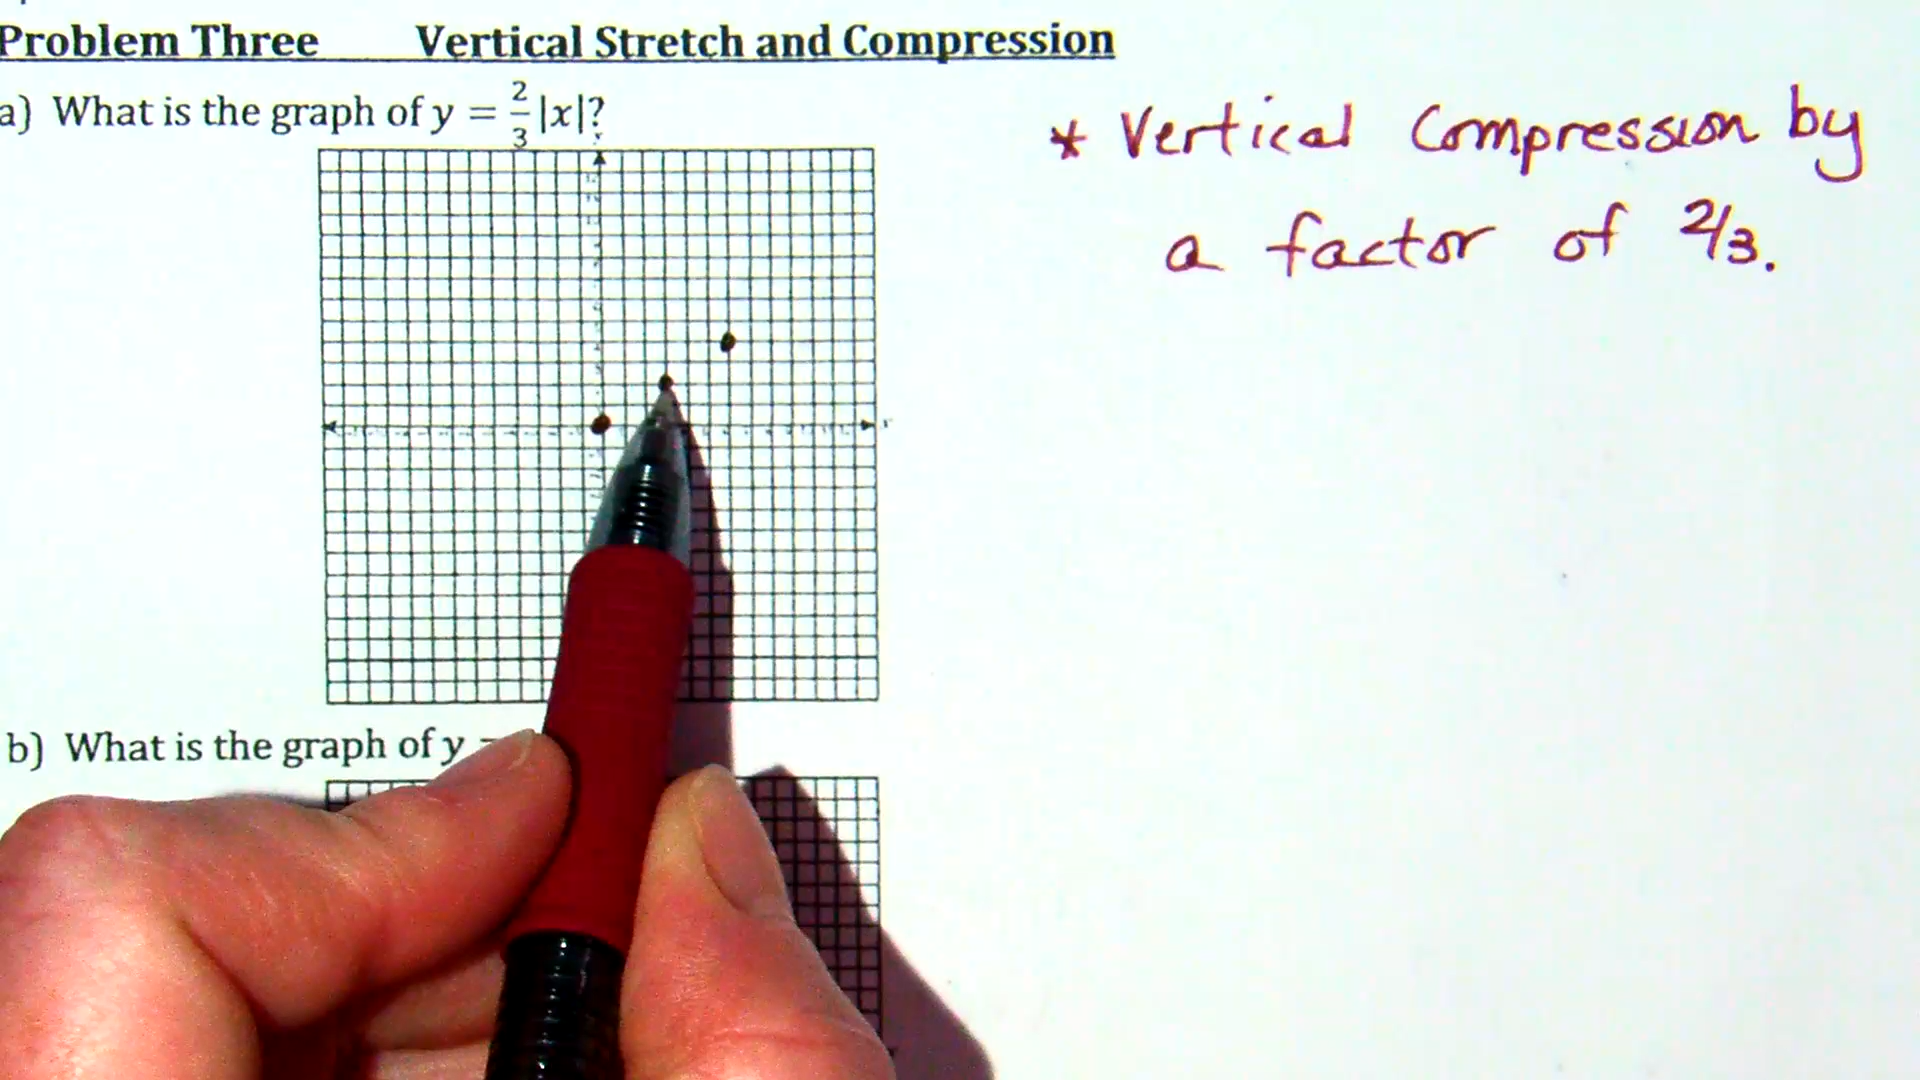 Problem Three Vertical Stretch and Compression
a) What is the graph of y = 2/3 |x|?
* Vertical Compression by
a factor of 2/3.
b) What is the graph of y